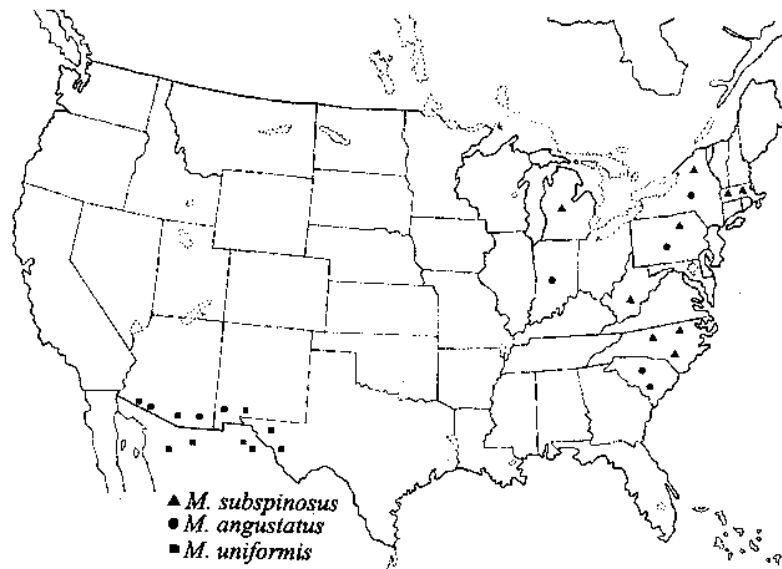 ▲ M. subspinosus
● M. angustatus
■ M. uniformis